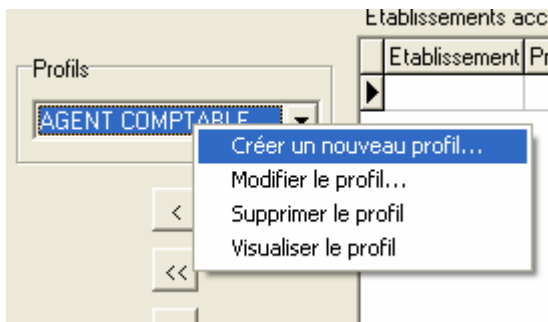 Etablissements acc
Profils
Etablissement Pr
AGENT COMPTABLE
Créer un nouveau profil...
Modifier le profil...
Supprimer le profil
Visualiser le profil
<
<<